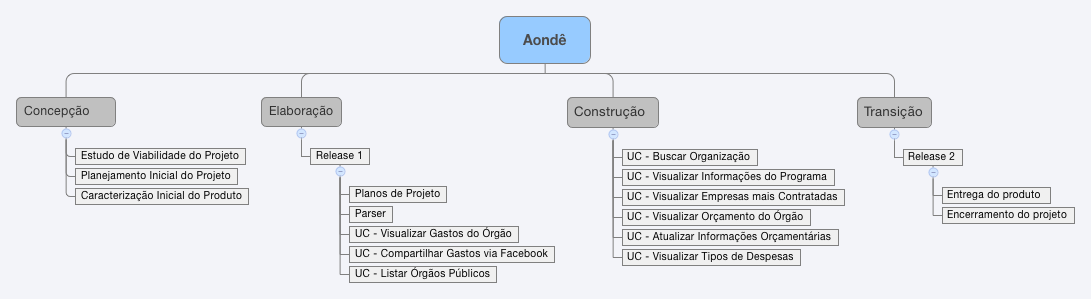 Aondê
Concepção
Estudo de Viabilidade do Projeto
Planejamento Inicial do Projeto
Caracterização Inicial do Produto
Elaboração
Release 1
Planos de Projeto
Parser
UC - Visualizar Gastos do Órgão
UC - Compartilhar Gastos via Facebook
UC - Listar Órgãos Públicos
Construção
UC - Buscar Organização
UC - Visualizar Informações do Programa
UC - Visualizar Empresas mais Contratadas
UC - Visualizar Orçamento do Órgão
UC - Atualizar Informações Orçamentárias
UC - Visualizar Tipos de Despesas
Transição
Release 2
Entrega do produto
Encerramento do projeto